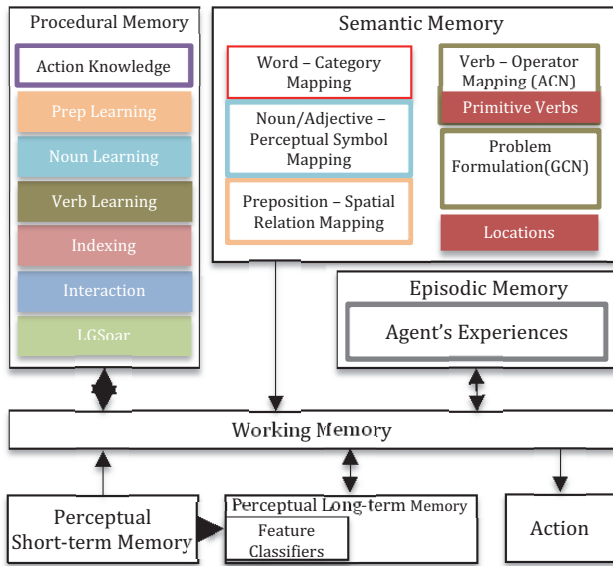 Procedural Memory
Action Knowledge
Prep Learning
Noun Learning
Verb Learning
Indexing
Interaction
LGSoar
Semantic Memory
Word – Category
Mapping
Noun/Adjective –
Perceptual Symbol
Mapping
Preposition – Spatial
Relation Mapping
Verb – Operator
Mapping (ACN)
Primitive Verbs
Problem
Formulation(GCN)
Locations
Episodic Memory
Agent's Experiences
Working Memory
Perceptual
Short-term Memory
Perceptual Long-term Memory
Feature
Classifiers
Action